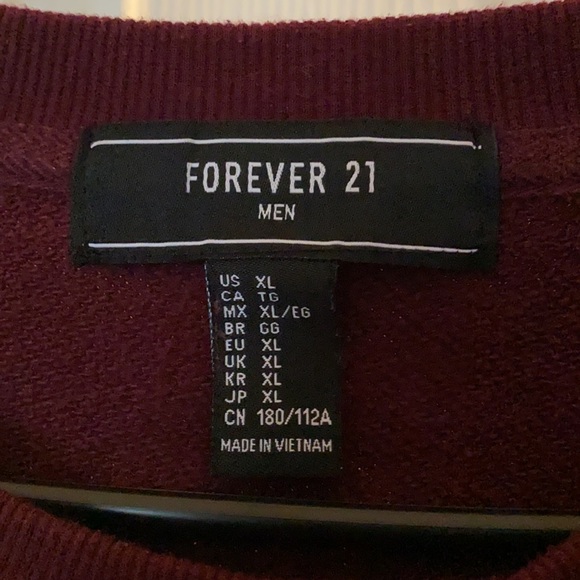 FOREVER 21
MEN
US XL
CA TG
MX XL/EG
BR GG
EU XL
UK XL
KR XL
JP XL
CN 180/112A
MADE IN VIETNAM